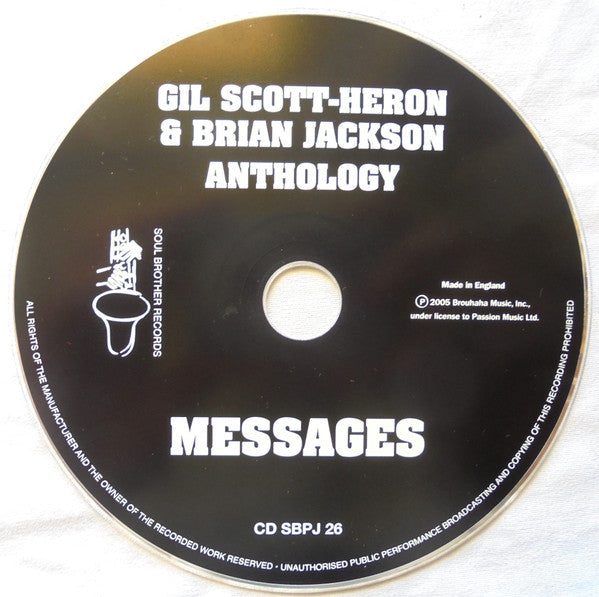 GIL SCOTT-HERON
& BRIAN JACKSON
ANTHOLOGY
SOUL BROTHER RECORDS
Made in England
Ⓟ 2005 Brouhaha Music, Inc.,
under license to Passion Music Ltd.
MESSAGES
CD SBPJ 26
ALL RIGHTS OF THE MANUFACTURER AND THE OWNER OF THE RECORDED WORK RESERVED - UNAUTHORISED PUBLIC PERFORMANCE BROADCASTING AND COPYING OF THIS RECORDING PROHIBITED